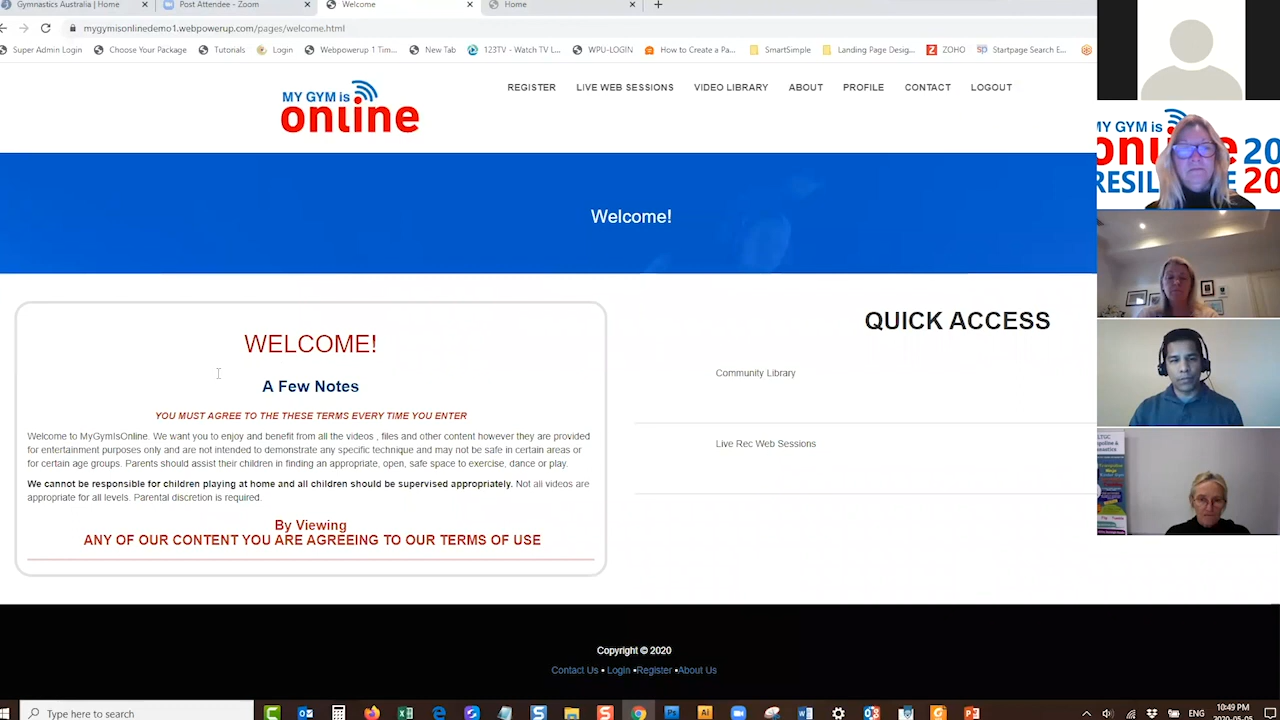 Gymnastics Australia | Home
Post Attendee - Zoom
Welcome
Home
mygymisonlinedemo1.webpowerup.com/pages/welcome.html
Super Admin Login
Choose Your Package
Tutorials
Login
Webpowerup 1 Tim...
New Tab
123TV - Watch TV L...
WPU-LOGIN
How to Create a Pa...
SmartSimple
Landing Page Desig...
ZOHO
Startpage Search E...
MY GYM is
online
REGISTER
LIVE WEB SESSIONS
VIDEO LIBRARY
ABOUT
PROFILE
CONTACT
LOGOUT
MY GYM is
20
RESIL
20
Welcome!
WELCOME!
A Few Notes
YOU MUST AGREE TO THE THESE TERMS EVERY TIME YOU ENTER
Welcome to MyGymIsOnline. We want you to enjoy and benefit from all the videos , files and other content however they are provided
for entertainment purposes only and are not intended to demonstrate any specific technique and may not be safe in certain areas or
for certain age groups. Parents should assist their children in finding an appropriate, open, safe space to exercise, dance or play.
We cannot be responsible for children playing at home and all children should be supervised appropriately. Not all videos are
appropriate for all levels. Parental discretion is required.
By Viewing
ANY OF OUR CONTENT YOU ARE AGREEING TO OUR TERMS OF USE
QUICK ACCESS
Community Library
Live Rec Web Sessions
Copyright © 2020
Contact Us • Login •Register •About Us
Type here to search
ENG
10:49 PM
2020-05-05